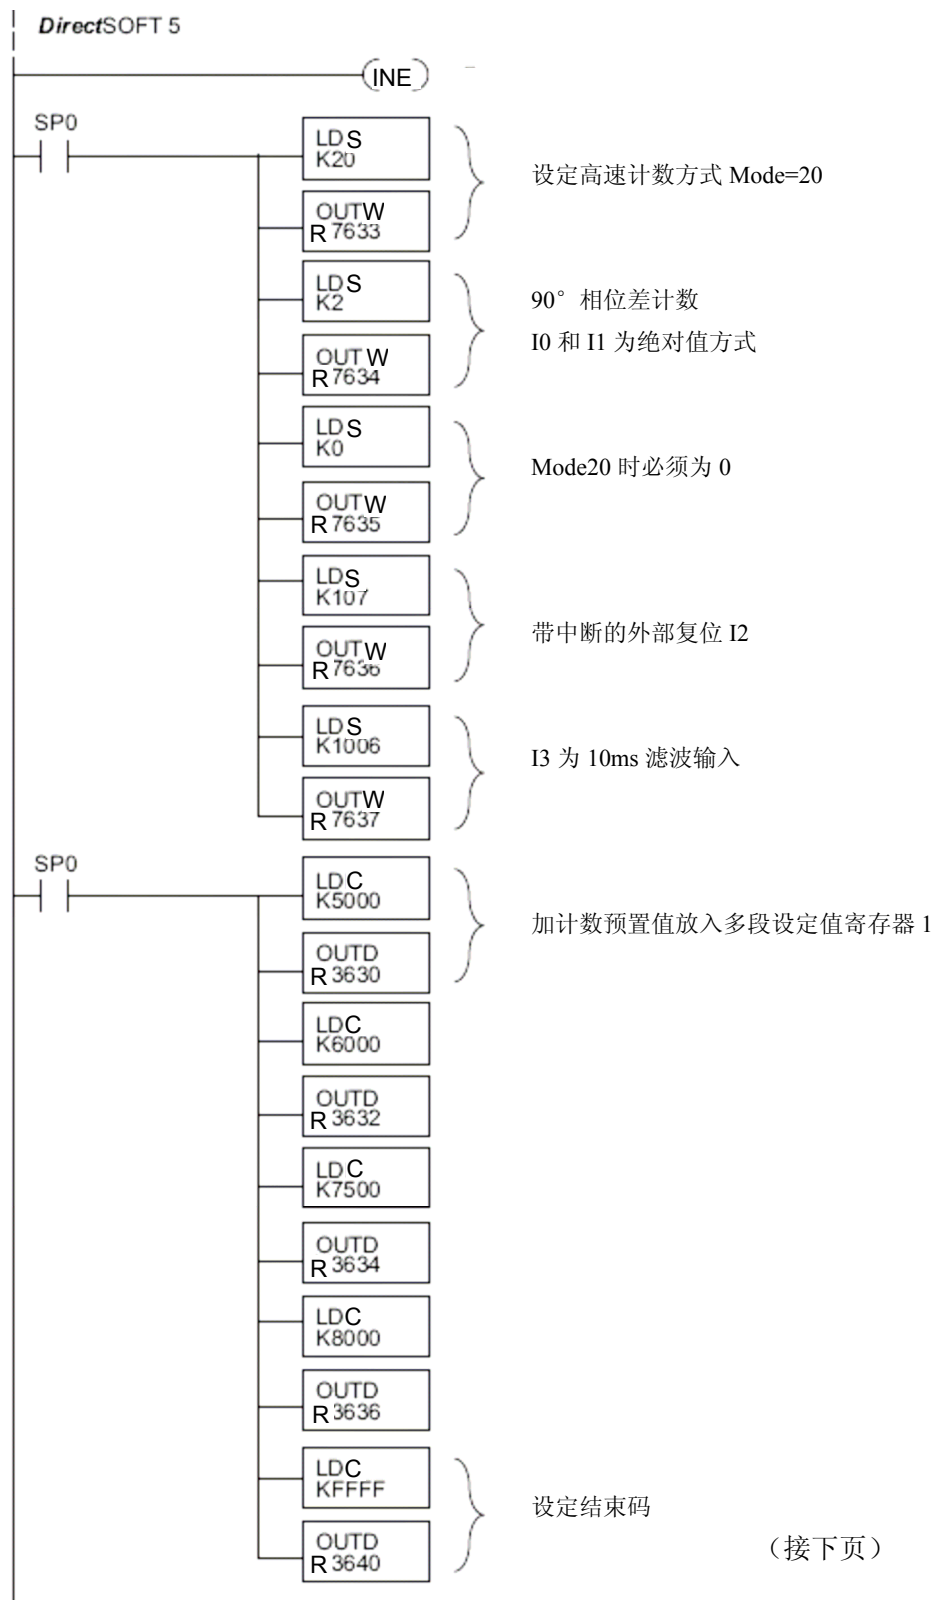 DirectSOFT 5
INE
SP0
LDS
K20
设定高速计数方式 Mode=20
OUTW
R7633
LDS
K2
90°相位差计数
I0 和 I1 为绝对值方式
OUTW
R7634
LDS
K0
Mode20 时必须为 0
OUTW
R7635
LDS
K107
带中断的外部复位 I2
OUTW
R7636
LDS
K1006
I3 为 10ms 滤波输入
OUTW
R7637
SP0
LDC
K5000
加计数预置值放入多段设定值寄存器 1
OUTD
R3630
LDC
K6000
OUTD
R3632
LDC
K7500
OUTD
R3634
LDC
K8000
OUTD
R3636
LDC
KFFFF
设定结束码
OUTD
R3640
（接下页）